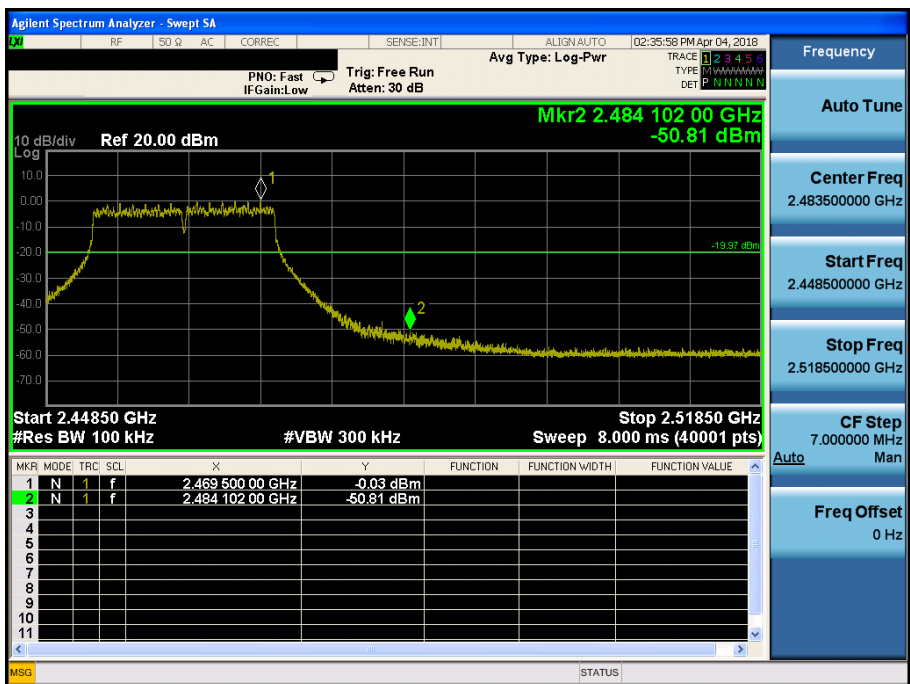 Agilent Spectrum Analyzer - Swept SA
LXI RF 50 Ω AC CORREC SENSE:INT ALIGN AUTO 02:35:58 PM Apr 04, 2018
Frequency
Avg Type: Log-Pwr TRACE 1 2 3 4 5 6
PNO: Fast Trig: Free Run TYPE M
IFGain:Low Atten: 30 dB DET P N N N N N
Auto Tune
Mkr2 2.484 102 00 GHz
10 dB/div Ref 20.00 dBm -50.81 dBm
Log
10.0
0.00
-10.0
-20.0
-30.0
-40.0
-50.0
-60.0
-70.0
1
2
-19.97 dBm
Center Freq
2.483500000 GHz
Start Freq
2.448500000 GHz
Stop Freq
2.518500000 GHz
Start 2.44850 GHz Stop 2.51850 GHz
#Res BW 100 kHz #VBW 300 kHz Sweep 8.000 ms (40001 pts)
CF Step
7.000000 MHz
Auto Man
MKR MODE TRC SCL X Y FUNCTION FUNCTION WIDTH FUNCTION VALUE
1 N 1 f 2.469 500 00 GHz -0.03 dBm
2 N 1 f 2.484 102 00 GHz -50.81 dBm
3
4
5
6
7
8
9
10
11
Freq Offset
0 Hz
MSG STATUS